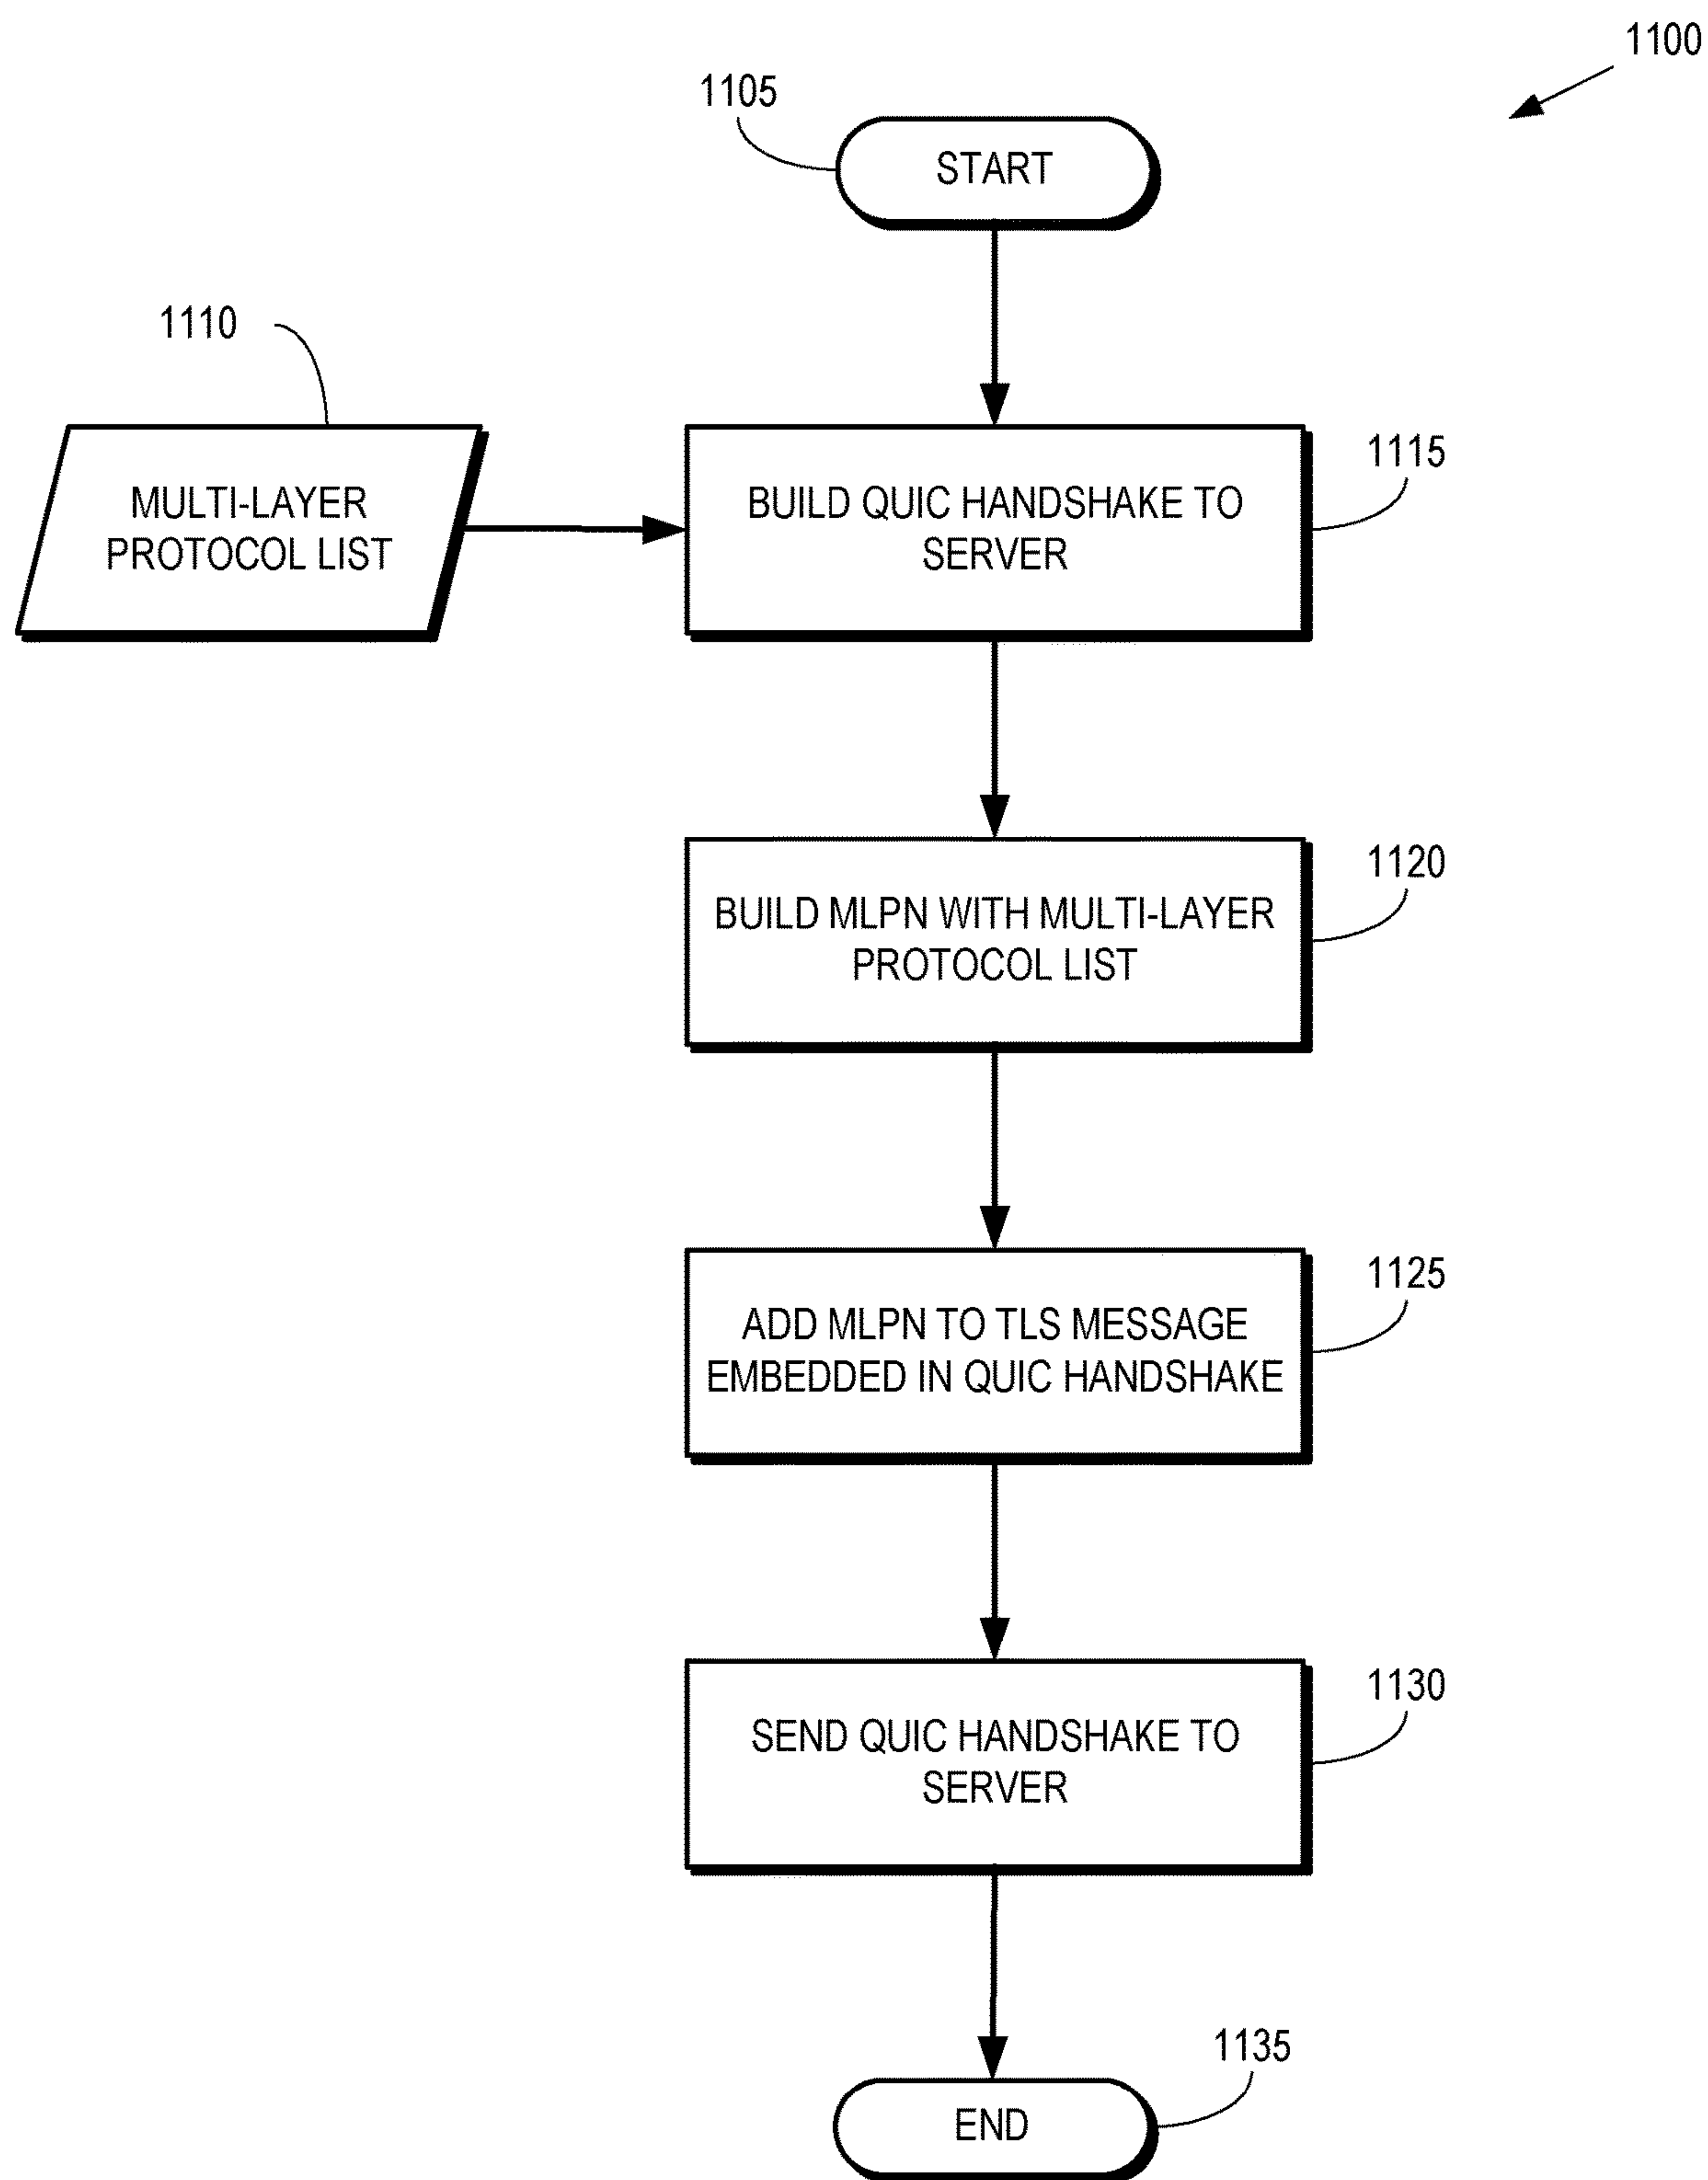 1100
1105
START
1110
MULTI-LAYER
PROTOCOL LIST
1115
BUILD QUIC HANDSHAKE TO
SERVER
1120
BUILD MLPN WITH MULTI-LAYER
PROTOCOL LIST
1125
ADD MLPN TO TLS MESSAGE
EMBEDDED IN QUIC HANDSHAKE
1130
SEND QUIC HANDSHAKE TO
SERVER
1135
END